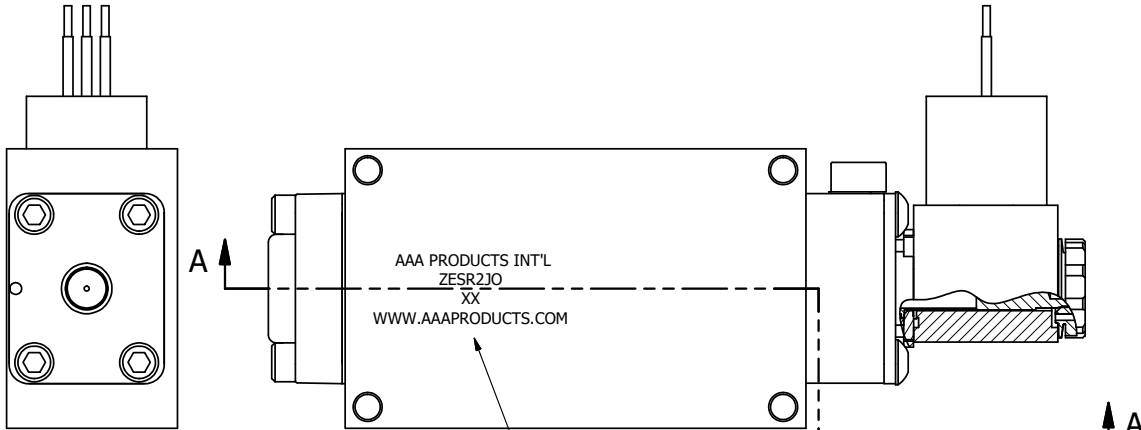 A
AAA PRODUCTS INT'L
ZESR2JO
XX
WWW.AAAPRODUCTS.COM
A